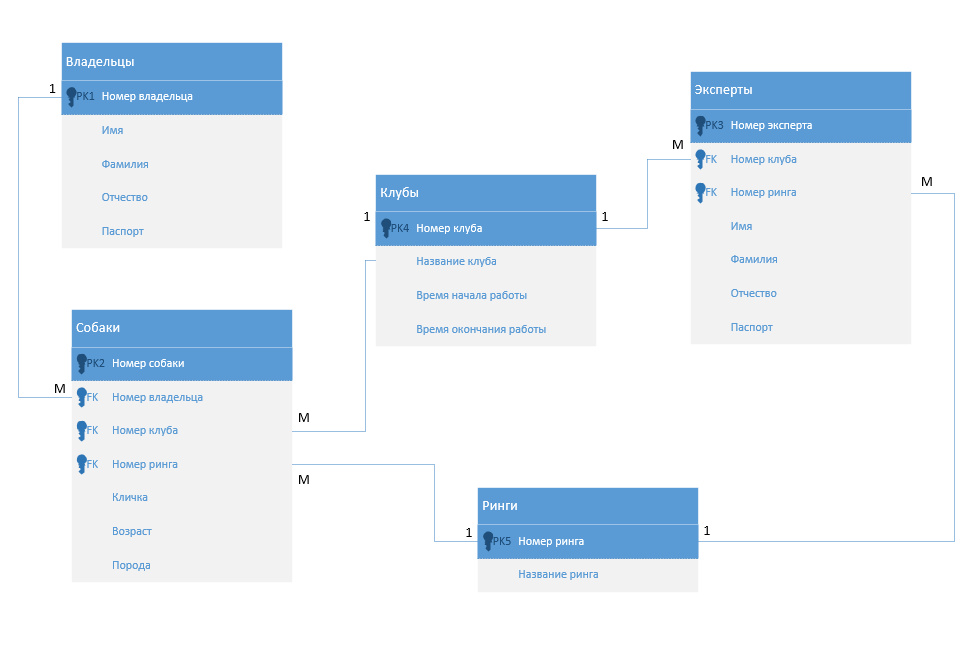 Владельцы
1
PK1 Номер владельца
Имя
Фамилия
Отчество
Паспорт
Эксперты
PK3 Номер эксперта
M
FK Номер клуба
FK Номер ринга
M
Имя
Фамилия
Отчество
Паспорт
Клубы
1
PK4 Номер клуба
1
Название клуба
Время начала работы
Время окончания работы
Собаки
PK2 Номер собаки
M
FK Номер владельца
FK Номер клуба
M
FK Номер ринга
M
Кличка
Возраст
Порода
Ринги
1
PK5 Номер ринга
1
Название ринга